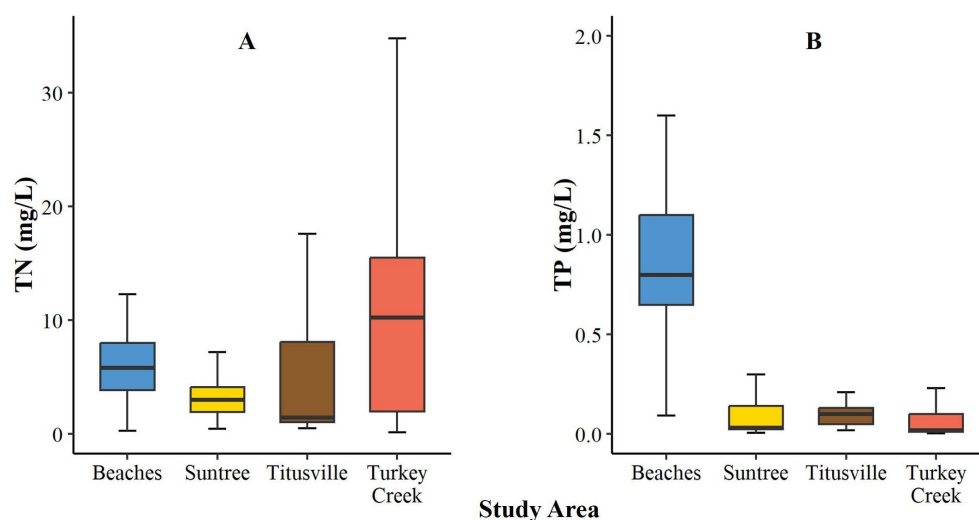 A
TN (mg/L)
30
20
10
0
Beaches
Suntree
Titusville
Turkey
Creek
B
TP (mg/L)
2.0
1.5
1.0
0.5
0.0
Beaches
Suntree
Titusville
Turkey
Creek
Study Area